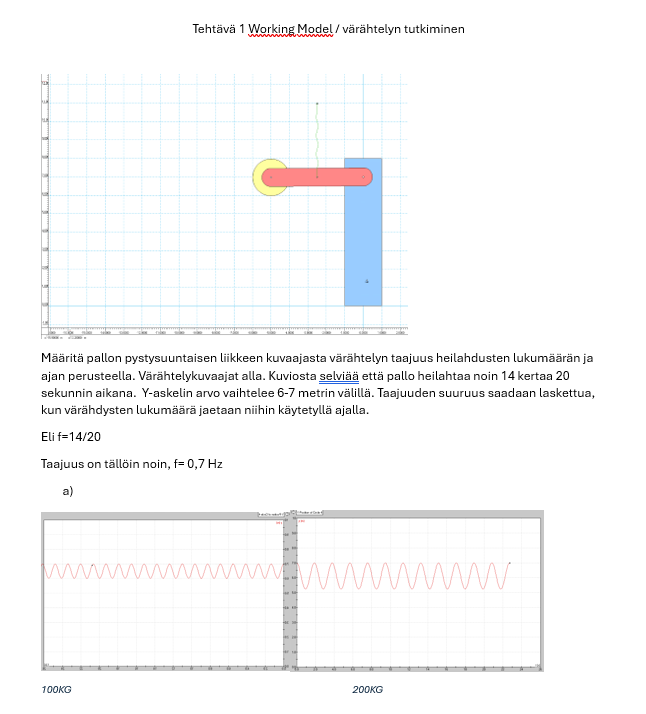 Tehtävä 1 Working Model / värähtelyn tutkiminen
Määritä pallon pystysuuntaisen liikkeen kuvaajasta värähtelyn taajuus heilahdusten lukumäärän ja
ajan perusteella. Värähtelykuvaajat alla. Kuviosta selviää että pallo heilahtaa noin 14 kertaa 20
sekunnin aikana.  Y-askelin arvo vaihtelee 6-7 metrin välillä. Taajuuden suuruus saadaan laskettua,
kun värähdysten lukumäärä jaetaan niihin käytetyllä ajalla.
Eli f=14/20
Taajuus on tällöin noin, f= 0,7 Hz
a)
100KG
200KG